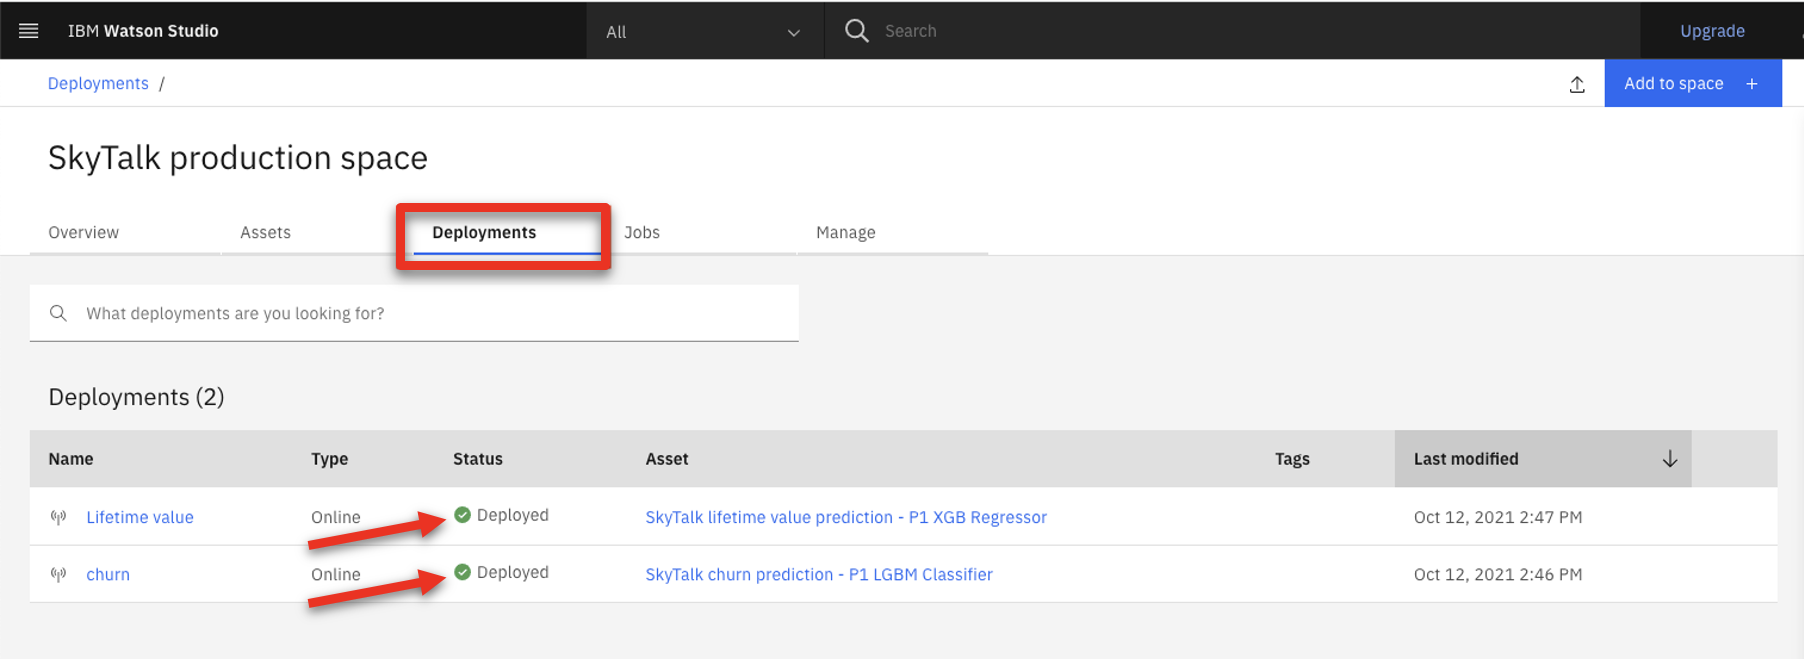 IBM Watson Studio All Search Upgrade
Deployments / Add to space +
SkyTalk production space
Overview Assets Deployments Jobs Manage
What deployments are you looking for?
Deployments (2)
Name Type Status Asset Tags Last modified
Lifetime value Online Deployed SkyTalk lifetime value prediction - P1 XGB Regressor Oct 12, 2021 2:47 PM
churn Online Deployed SkyTalk churn prediction - P1 LGBM Classifier Oct 12, 2021 2:46 PM